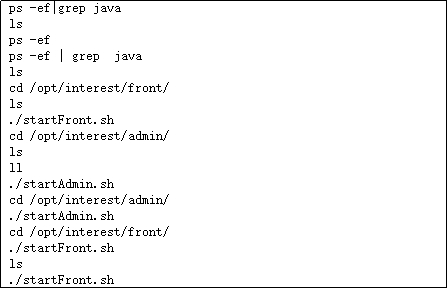 ps -ef|grep java
ls
ps -ef
ps -ef | grep  java
ls
cd /opt/interest/front/
ls
./startFront.sh
cd /opt/interest/admin/
ls
ll
./startAdmin.sh
cd /opt/interest/admin/
./startAdmin.sh
cd /opt/interest/front/
./startFront.sh
ls
./startFront.sh